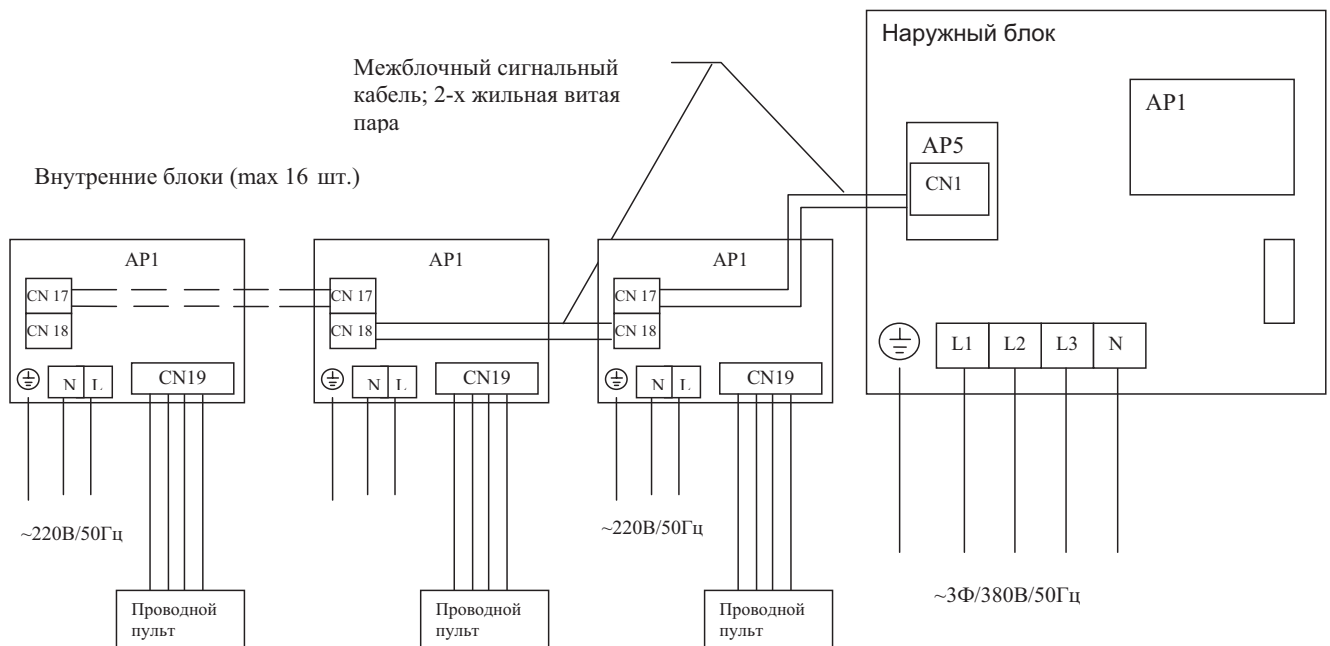 Наружный блок
Межблочный сигнальный
кабель; 2-х жильная витая
пара
AP1
AP5
CN1
Внутренние блоки (max 16 шт.)
AP1
AP1
AP1
CN 17
CN 17
CN 17
CN 18
CN 18
CN 18
L1 L2 L3 N
N L
CN19
N L
CN19
N L
CN19
~220В/50Гц
~220В/50Гц
~3Ф/380В/50Гц
Проводной
пульт
Проводной
пульт
Проводной
пульт